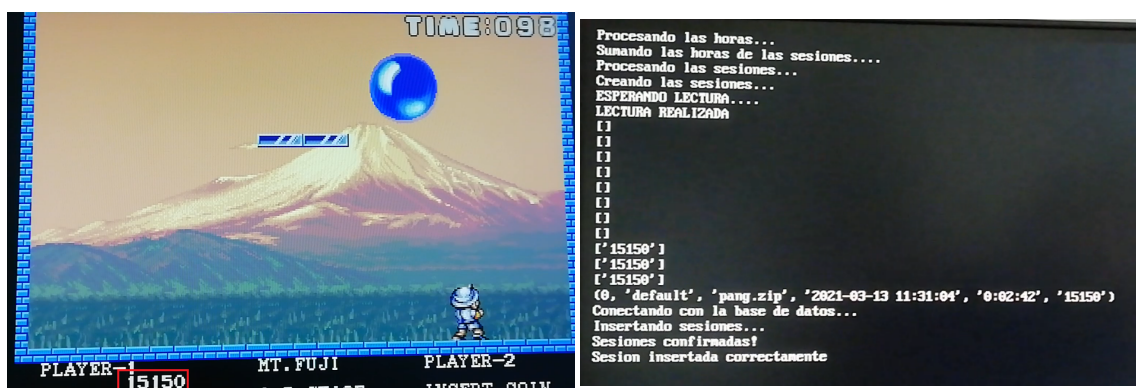 TIME:098
PLAYER-1
MT.FUJI
PLAYER-2
15150
INSERT COIN
Procesando las horas...
Sumando las horas de las sesiones....
Procesando las sesiones...
Creando las sesiones...
ESPERANDO LECTURA....
LECTURA REALIZADA
[]
[]
[]
[]
[]
[]
[]
[]
['15150']
['15150']
['15150']
(0, 'default', 'pang.zip', '2021-03-13 11:31:04', '0:02:42', '15150')
Conectando con la base de datos...
Insertando sesiones...
Sesiones confirmadas!
Sesion insertada correctamente